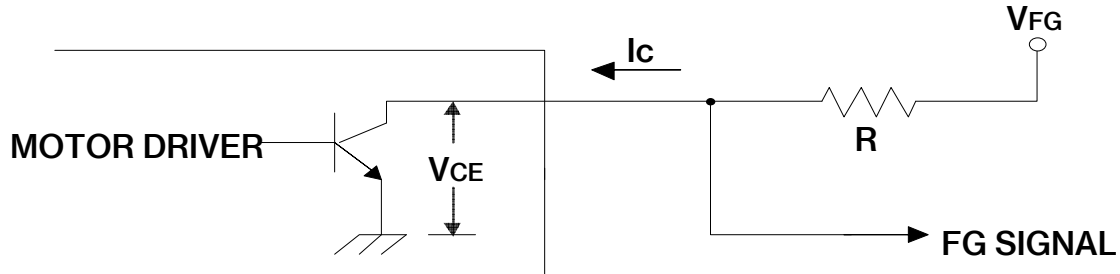 VFG
Ic
R
MOTOR DRIVER
VCE
FG SIGNAL